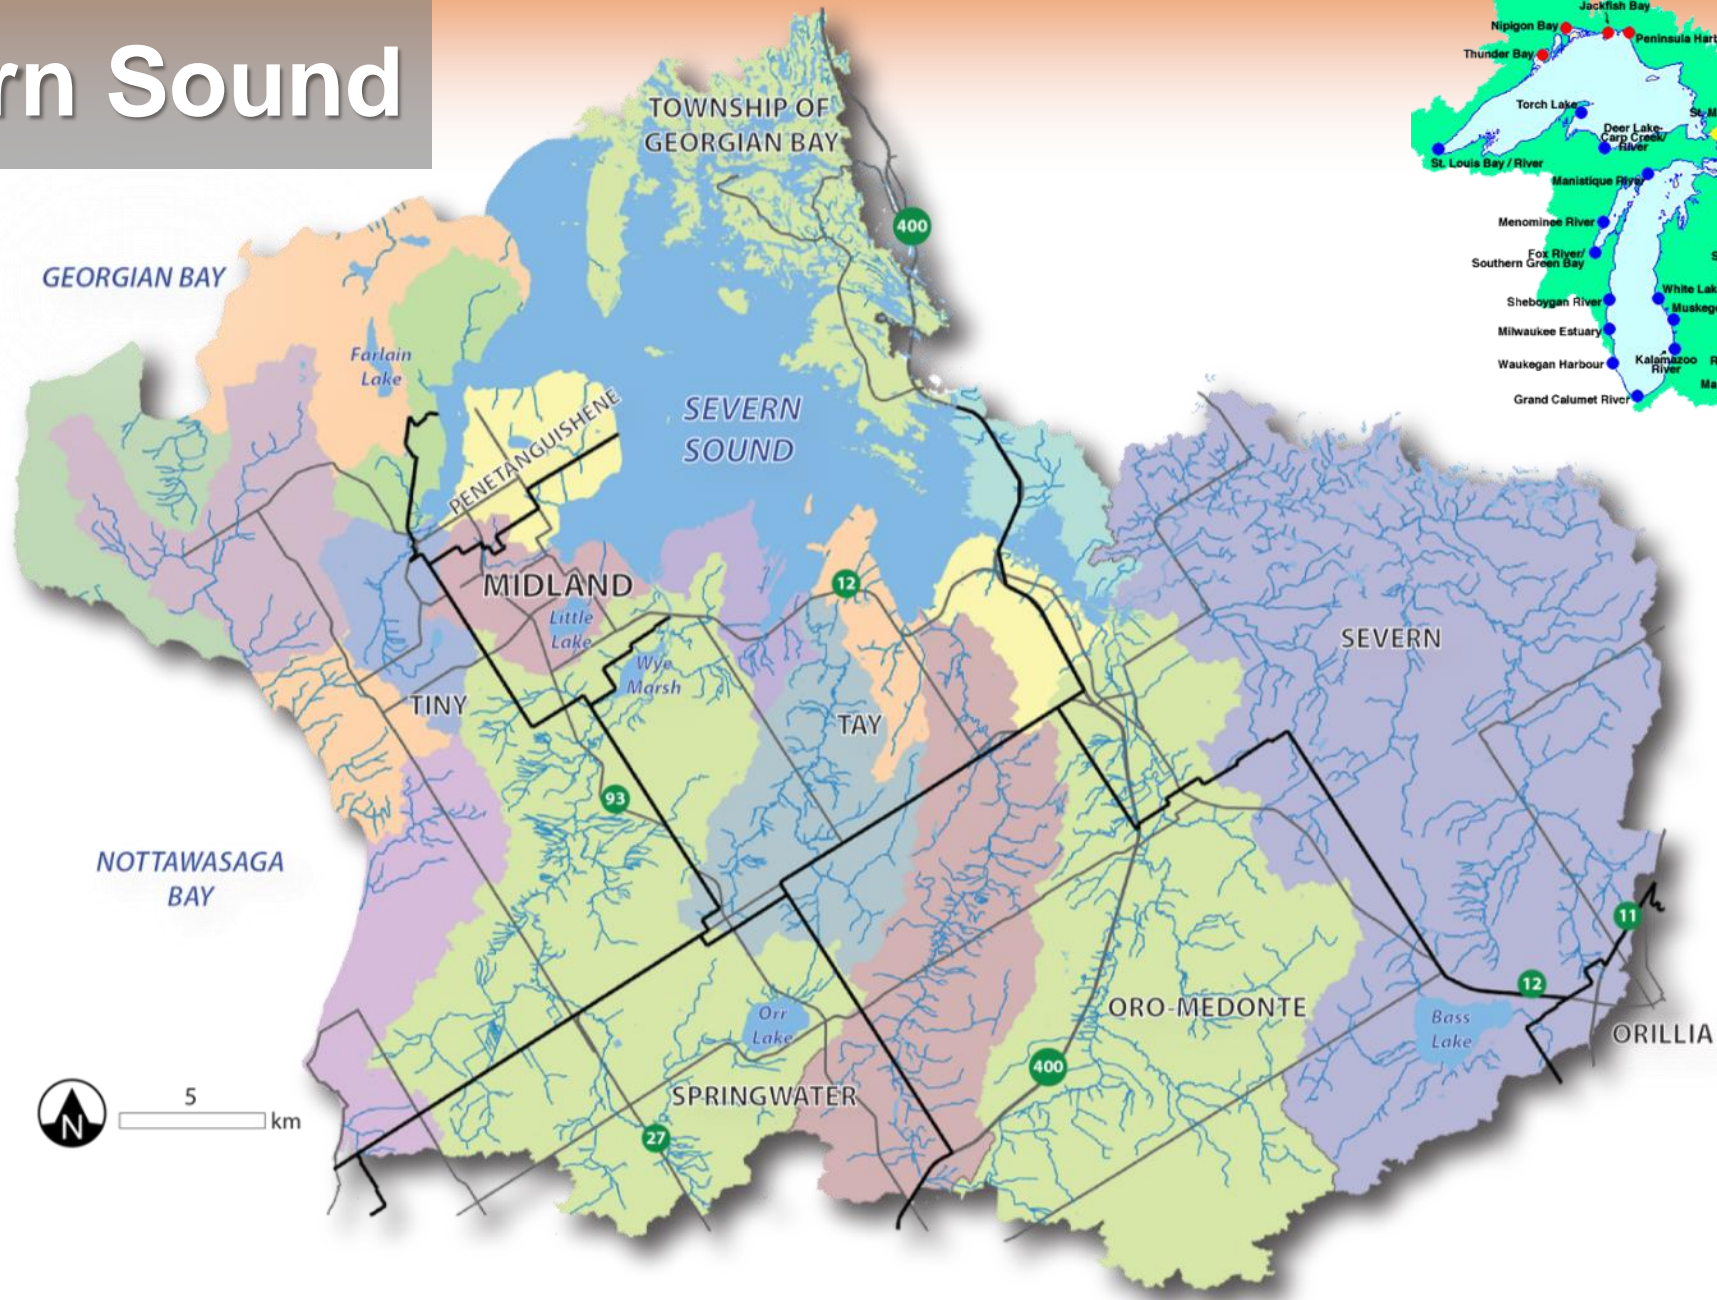 rn Sound
TOWNSHIP OF
GEORGIAN BAY
400
GEORGIAN BAY
Farlain
Lake
PENETANGUISHENE
SEVERN
SOUND
MIDLAND
Little
Lake
12
Wye
Marsh
TINY
TAY
SEVERN
93
NOTTAWASAGA
BAY
11
12
ORO-MEDONTE
Orr
Lake
Bass
Lake
ORILLIA
400
SPRINGWATER
27
5
km
N
Jackfish Bay
Nipigon Bay
Peninsula Harb
Thunder Bay
Torch Lake
St. M
Deer Lake-
Carp Creek/
River
St. Louis Bay / River
Manistique River
Menominee River
Fox River/
Southern Green Bay
S
White Lak
Sheboygan River
Muskego
Milwaukee Estuary
Waukegan Harbour
Kalamazoo
River
R
Ma
Grand Calumet River